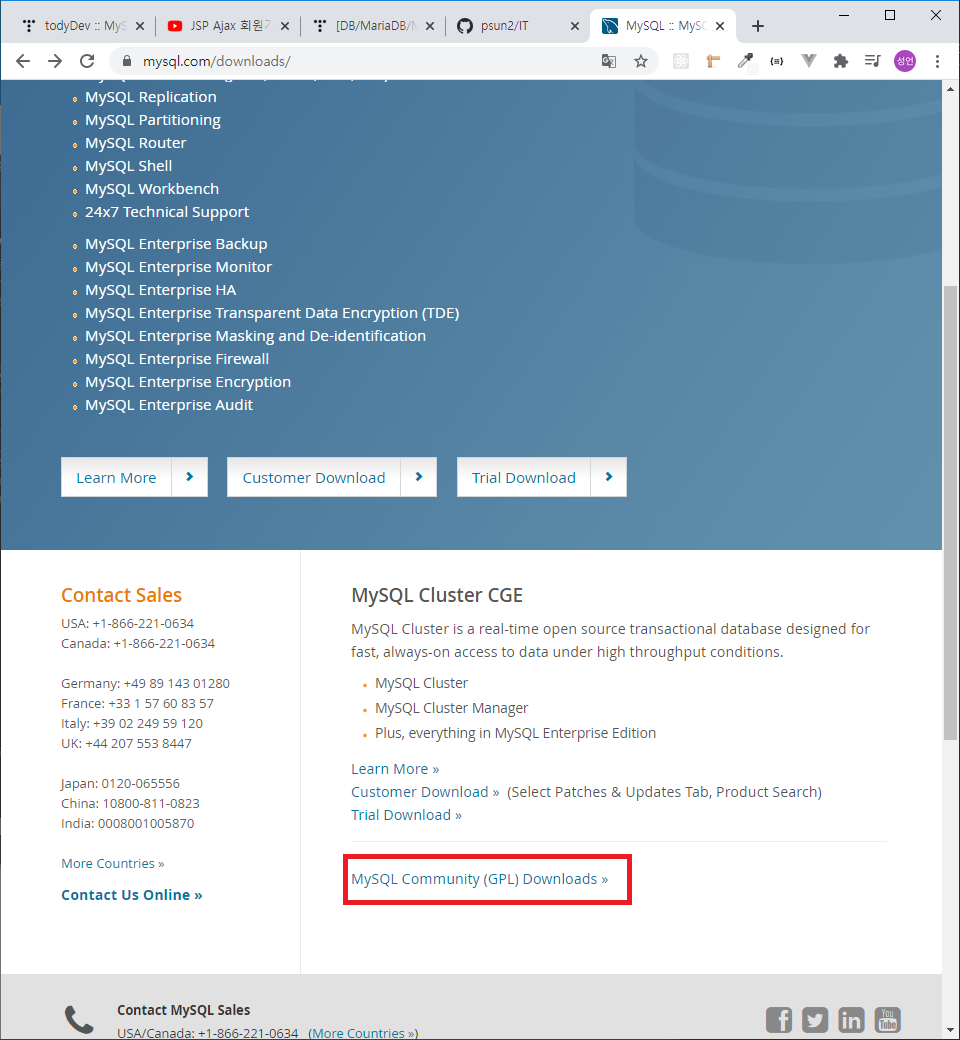 todyDev :: MyS
JSP Ajax 회원
[DB/MariaDB/
psun2/IT
MySQL :: MySQ
mysql.com/downloads/
성언
MySQL Replication
MySQL Partitioning
MySQL Router
MySQL Shell
MySQL Workbench
24x7 Technical Support
MySQL Enterprise Backup
MySQL Enterprise Monitor
MySQL Enterprise HA
MySQL Enterprise Transparent Data Encryption (TDE)
MySQL Enterprise Masking and De-identification
MySQL Enterprise Firewall
MySQL Enterprise Encryption
MySQL Enterprise Audit
Learn More
Customer Download
Trial Download
Contact Sales
USA: +1-866-221-0634
Canada: +1-866-221-0634
Germany: +49 89 143 01280
France: +33 1 57 60 83 57
Italy: +39 02 249 59 120
UK: +44 207 553 8447
Japan: 0120-065556
China: 10800-811-0823
India: 0008001005870
More Countries »
Contact Us Online »
MySQL Cluster CGE
MySQL Cluster is a real-time open source transactional database designed for
fast, always-on access to data under high throughput conditions.
MySQL Cluster
MySQL Cluster Manager
Plus, everything in MySQL Enterprise Edition
Learn More »
Customer Download » (Select Patches & Updates Tab, Product Search)
Trial Download »
MySQL Community (GPL) Downloads »
Contact MySQL Sales
USA/Canada: +1-866-221-0634 (More Countries »)
You
Tube